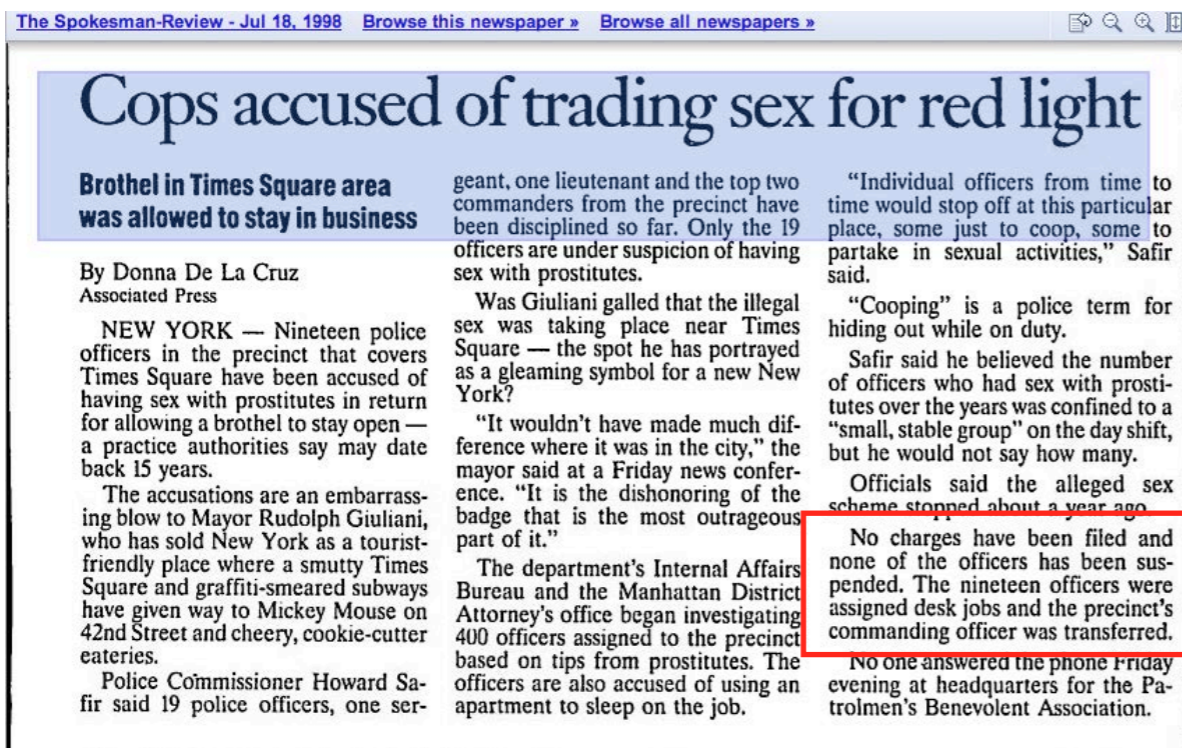 The Spokesman-Review - Jul 18, 1998 Browse this newspaper » Browse all newspapers »
Cops accused of trading sex for red light
Brothel in Times Square area
was allowed to stay in business
By Donna De La Cruz
Associated Press
NEW YORK — Nineteen police
officers in the precinct that covers
Times Square have been accused of
having sex with prostitutes in return
for allowing a brothel to stay open —
a practice authorities say may date
back 15 years.
The accusations are an embarrass-
ing blow to Mayor Rudolph Giuliani,
who has sold New York as a tourist-
friendly place where a smutty Times
Square and graffiti-smeared subways
have given way to Mickey Mouse on
42nd Street and cheery, cookie-cutter
eateries.
Police Commissioner Howard Sa-
fir said 19 police officers, one ser-
geant, one lieutenant and the top two
commanders from the precinct have
been disciplined so far. Only the 19
officers are under suspicion of having
sex with prostitutes.
Was Giuliani galled that the illegal
sex was taking place near Times
Square — the spot he has portrayed
as a gleaming symbol for a new New
York?
"It wouldn't have made much dif-
ference where it was in the city," the
mayor said at a Friday news confer-
ence. "It is the dishonoring of the
badge that is the most outrageous
part of it."
The department's Internal Affairs
Bureau and the Manhattan District
Attorney's office began investigating
400 officers assigned to the precinct
based on tips from prostitutes. The
officers are also accused of using an
apartment to sleep on the job.
"Individual officers from time to
time would stop off at this particular
place, some just to coop, some to
partake in sexual activities," Safir
said.
"Cooping" is a police term for
hiding out while on duty.
Safir said he believed the number
of officers who had sex with prosti-
tutes over the years was confined to a
"small, stable group" on the day shift,
but he would not say how many.
Officials said the alleged sex
scheme stopped about a year ago.
No charges have been filed and
none of the officers has been sus-
pended. The nineteen officers were
assigned desk jobs and the precinct's
commanding officer was transferred.
No one answered the phone Friday
evening at headquarters for the Pa-
trolmen's Benevolent Association.